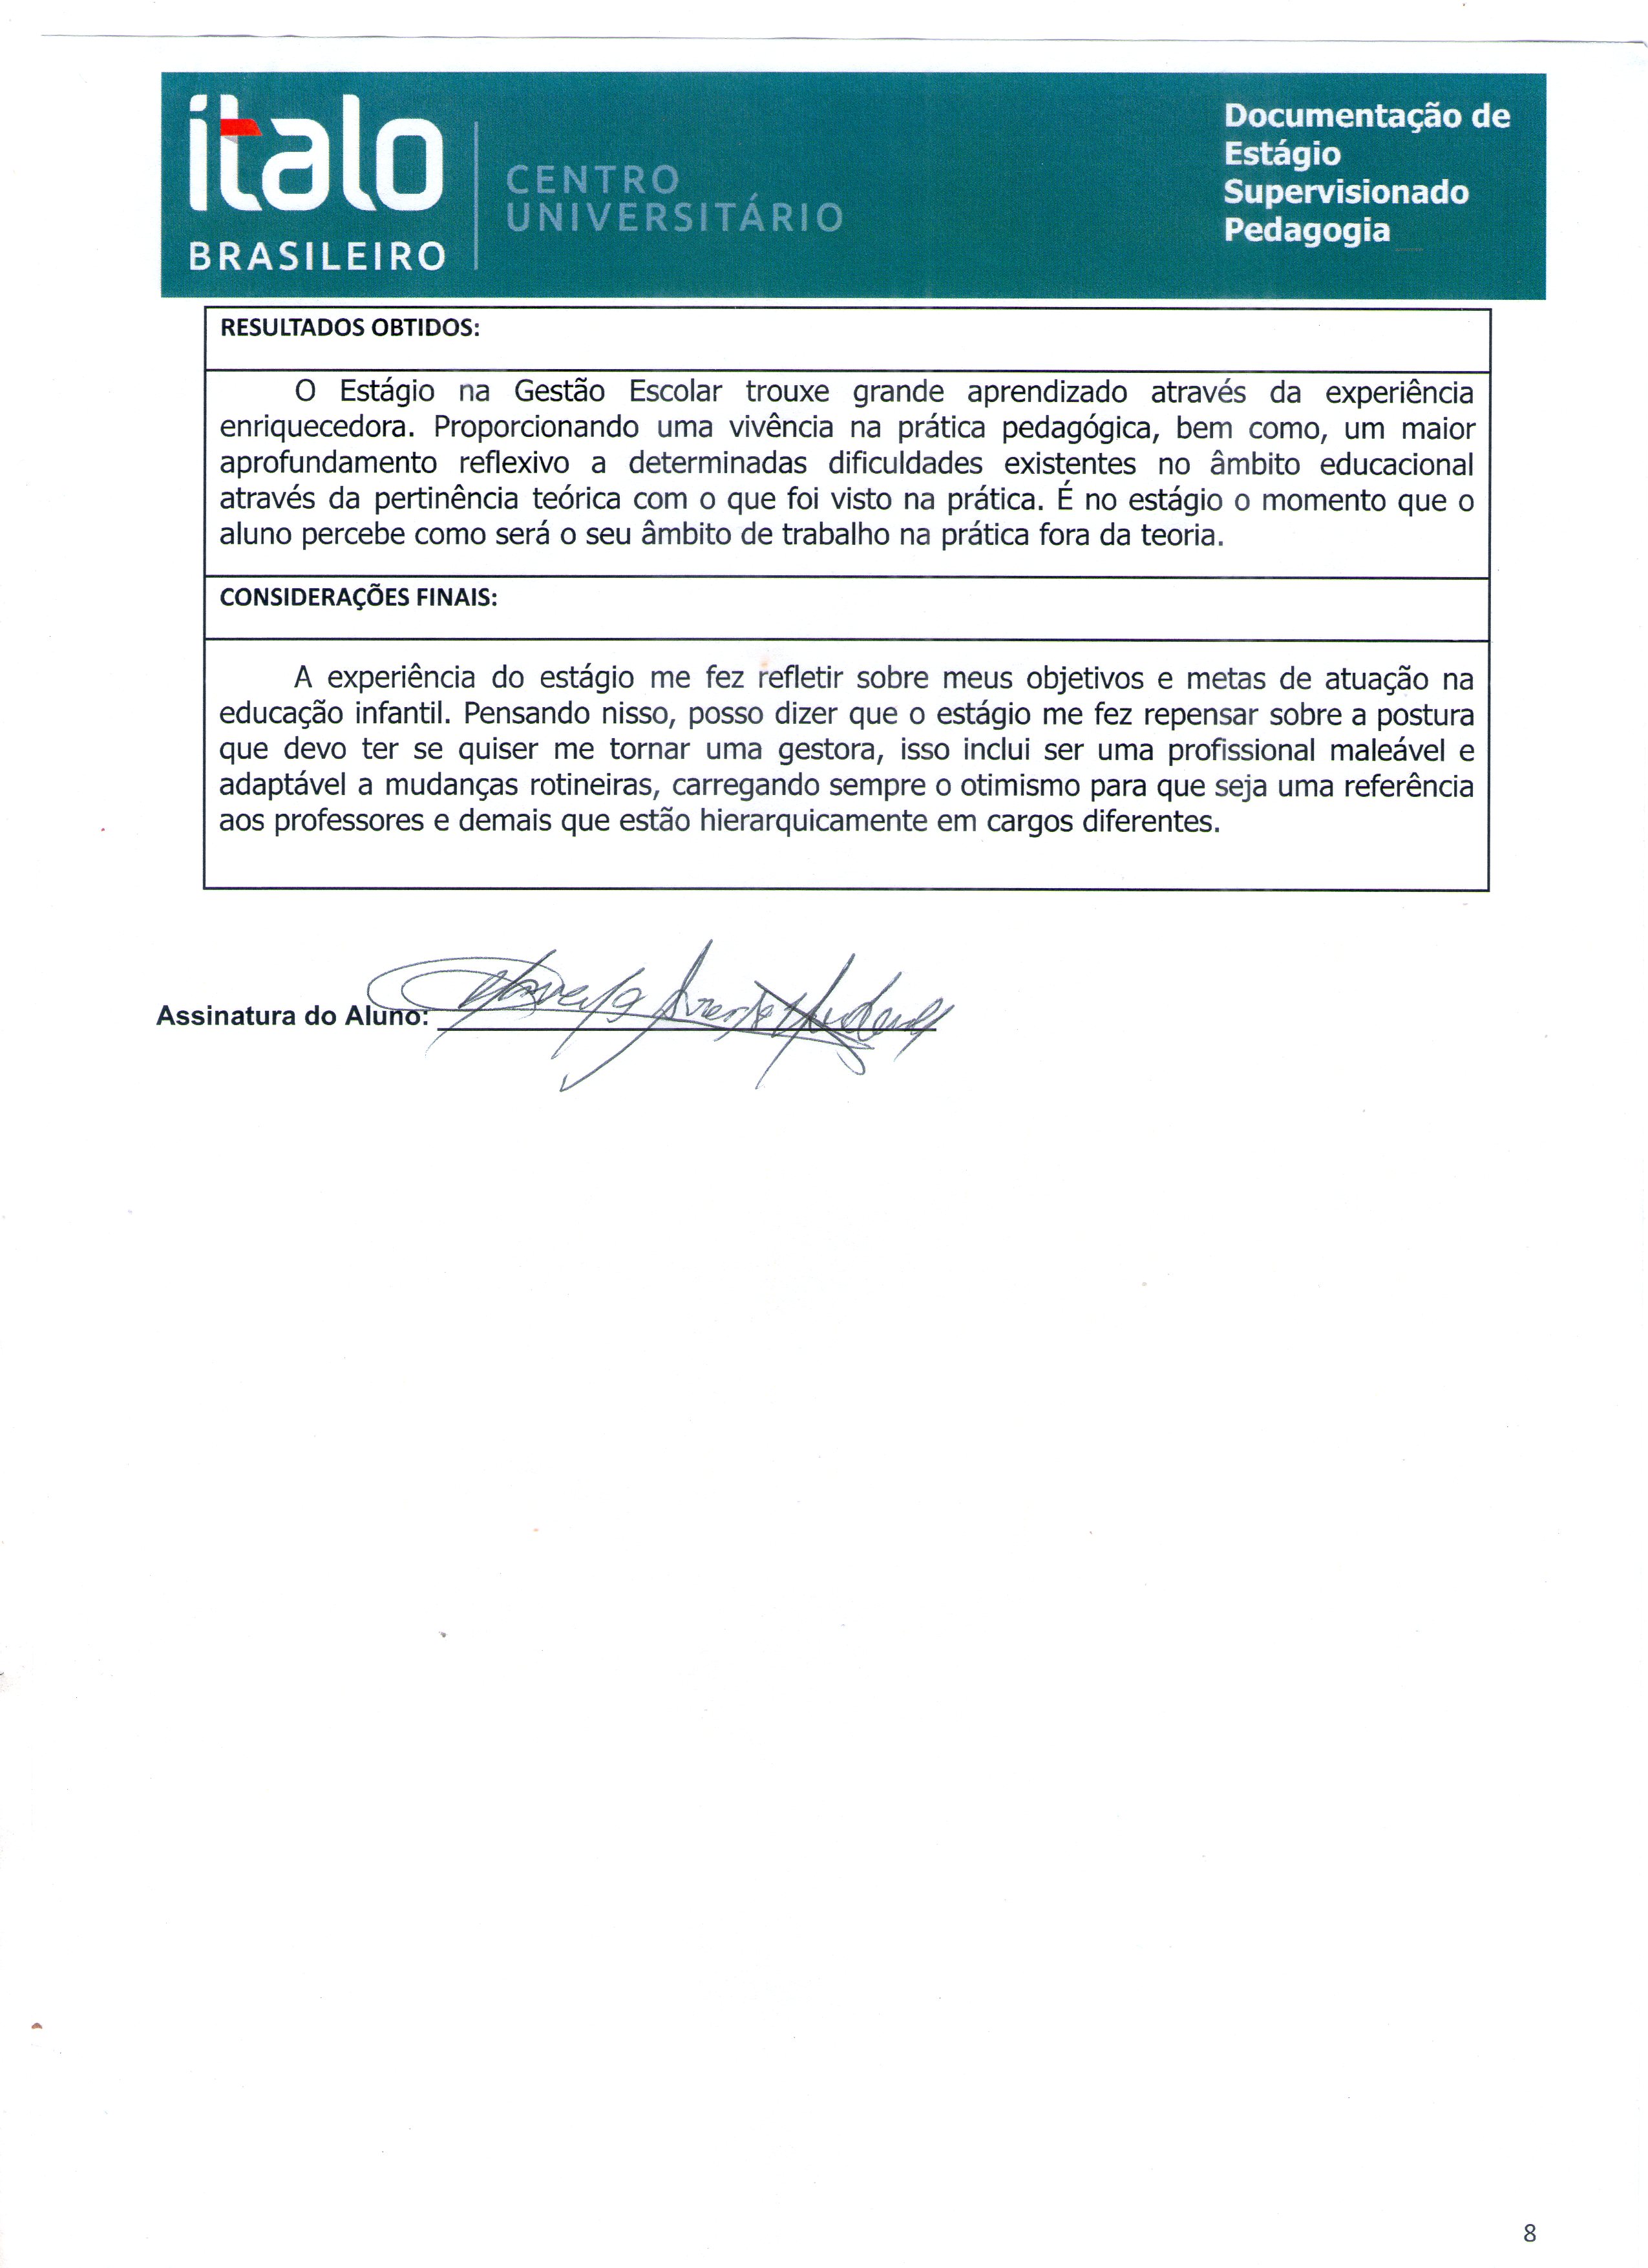 ítalo
BRASILEIRO
CENTRO
UNIVERSITÁRIO
Documentação de
Estágio
Supervisionado
Pedagogia
RESULTADOS OBTIDOS:
O Estágio na Gestão Escolar trouxe grande aprendizado através da experiência
enriquecedora. Proporcionando uma vivência na prática pedagógica, bem como, um maior
aprofundamento reflexivo a determinadas dificuldades existentes no âmbito educacional
através da pertinência teórica com o que foi visto na prática. É no estágio o momento que o
aluno percebe como será o seu âmbito de trabalho na prática fora da teoria.
CONSIDERAÇÕES FINAIS:
A experiência do estágio me fez refletir sobre meus objetivos e metas de atuação na
educação infantil. Pensando nisso, posso dizer que o estágio me fez repensar sobre a postura
que devo ter se quiser me tornar uma gestora, isso inclui ser uma profissional maleável e
adaptável a mudanças rotineiras, carregando sempre o otimismo para que seja uma referência
aos professores e demais que estão hierarquicamente em cargos diferentes.
Assinatura do Aluno:
8